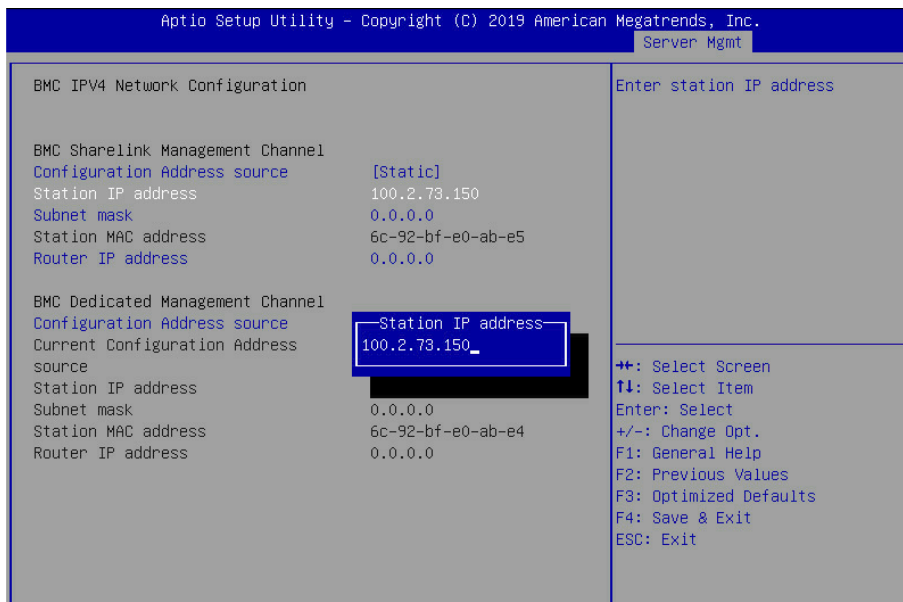 Aptio Setup Utility – Copyright (C) 2019 American Megatrends, Inc.
Server Mgmt
BMC IPV4 Network Configuration
BMC Sharelink Management Channel
Configuration Address source [Static]
Station IP address 100.2.73.150
Subnet mask 0.0.0.0
Station MAC address 6c-92-bf-e0-ab-e5
Router IP address 0.0.0.0
BMC Dedicated Management Channel
Configuration Address source
Current Configuration Address
source
Station IP address
Subnet mask 0.0.0.0
Station MAC address 6c-92-bf-e0-ab-e4
Router IP address 0.0.0.0
Station IP address
100.2.73.150_
Enter station IP address
→←: Select Screen
↑↓: Select Item
Enter: Select
+/-: Change Opt.
F1: General Help
F2: Previous Values
F3: Optimized Defaults
F4: Save & Exit
ESC: Exit